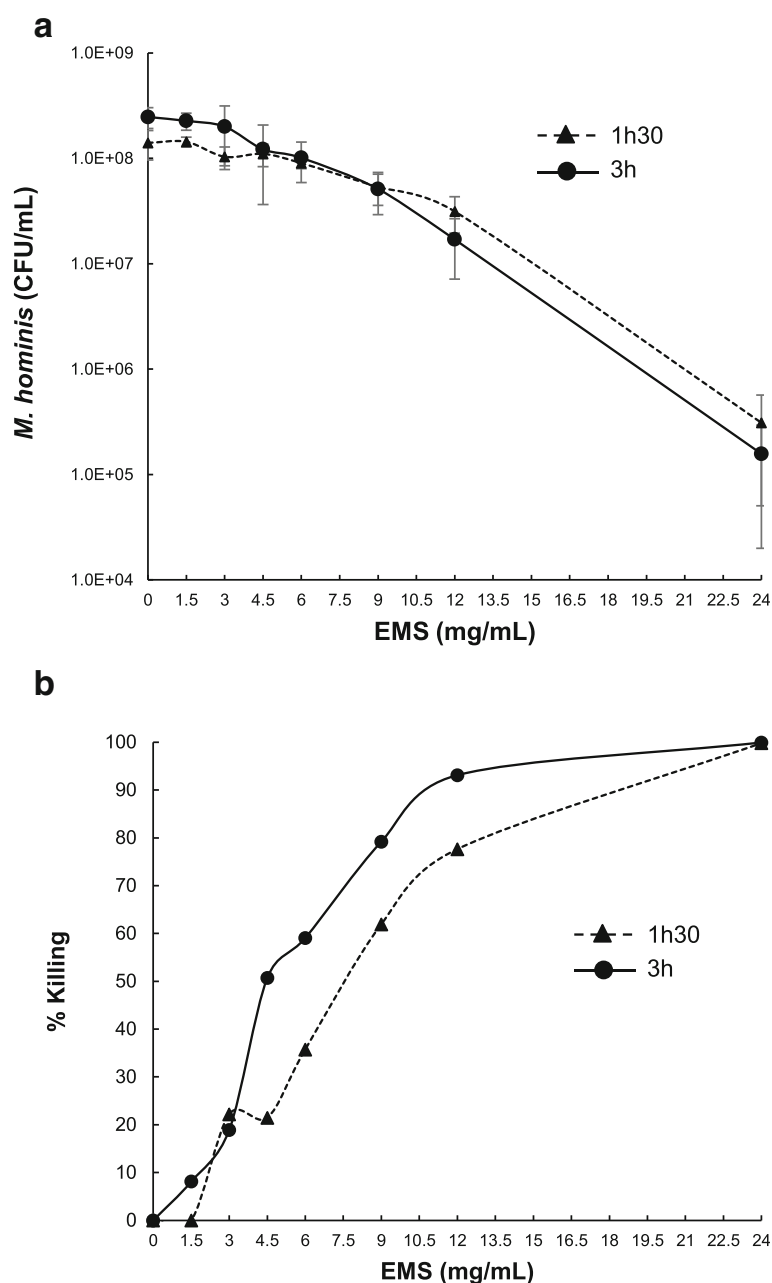 a
1.0E+09
1.0E+08
1.0E+07
1.0E+06
1.0E+05
1.0E+04
M. hominis (CFU/mL)
1h30
3h
0 1.5 3 4.5 6 7.5 9 10.5 12 13.5 15 16.5 18 19.5 21 22.5 24
EMS (mg/mL)
b
100
90
80
70
60
50
40
30
20
10
0
% Killing
1h30
3h
0 1.5 3 4.5 6 7.5 9 10.5 12 13.5 15 16.5 18 19.5 21 22.5 24
EMS (mg/mL)